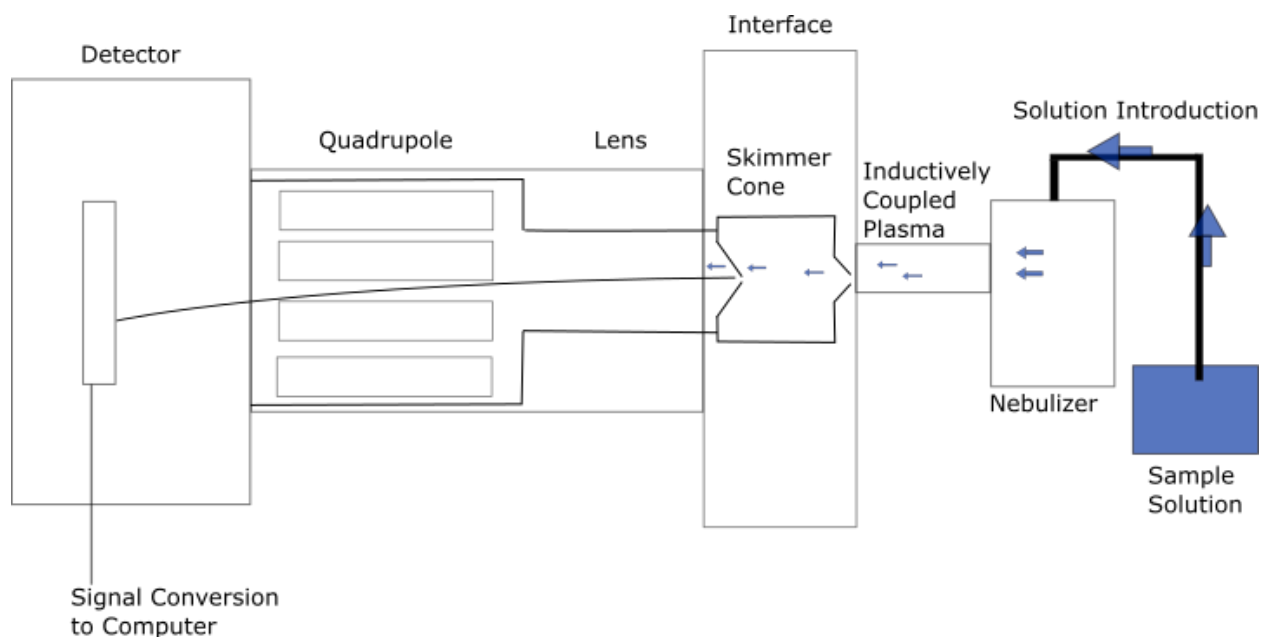 Interface
Detector
Solution Introduction
Quadrupole
Lens
Skimmer
Cone
Inductively
Coupled
Plasma
Nebulizer
Sample
Solution
Signal Conversion
to Computer